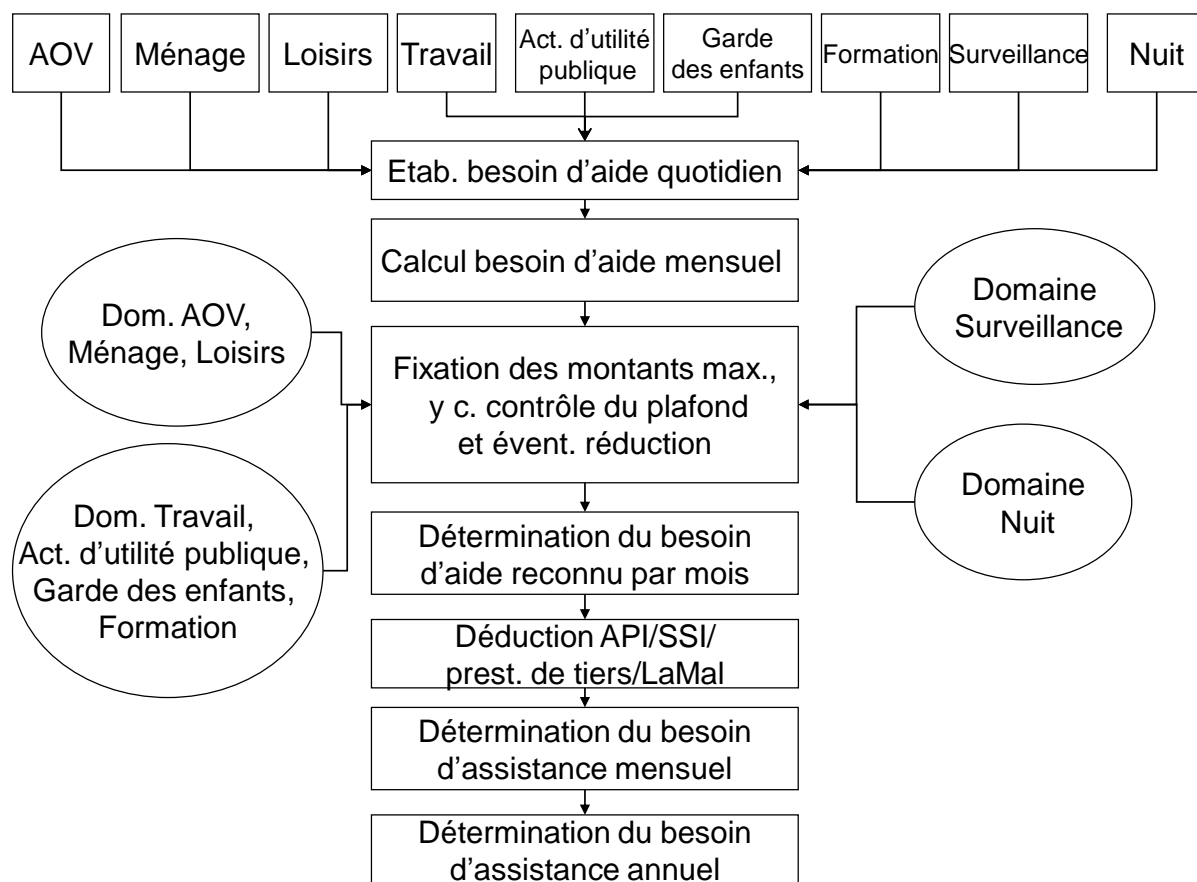 AOV
Ménage
Loisirs
Travail
Act. d’utilité
publique
Garde
des enfants
Formation
Surveillance
Nuit
Etab. besoin d’aide quotidien
Calcul besoin d’aide mensuel
Dom. AOV,
Ménage, Loisirs
Domaine
Surveillance
Fixation des montants max.,
y c. contrôle du plafond
et évent. réduction
Dom. Travail,
Act. d’utilité publique,
Garde des enfants,
Formation
Domaine
Nuit
Détermination du besoin
d’aide reconnu par mois
Déduction API/SSI/
prest. de tiers/LaMal
Détermination du besoin
d’assistance mensuel
Détermination du besoin
d’assistance annuel